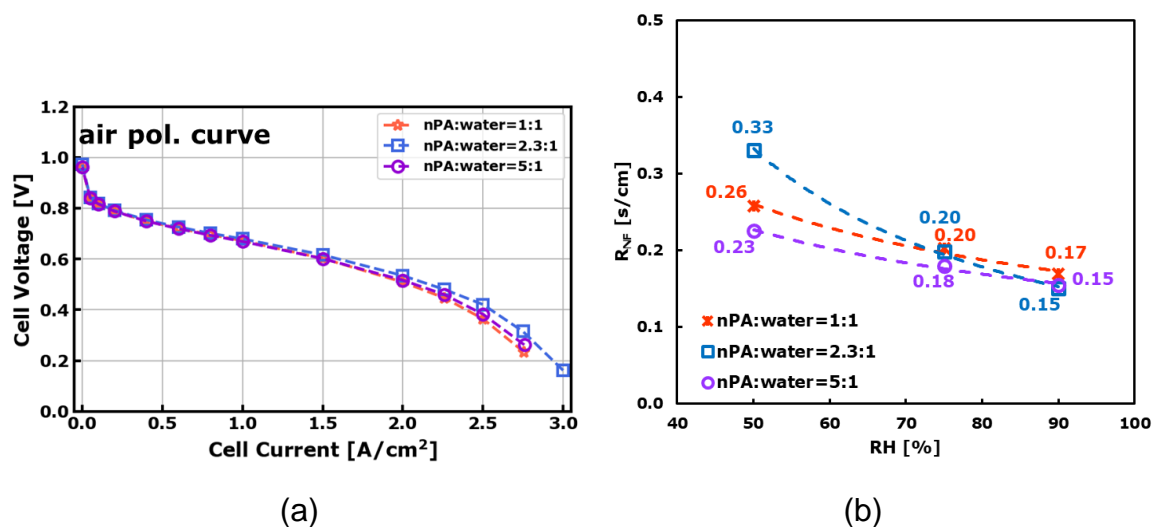 air pol. curve
nPA:water=1:1
nPA:water=2.3:1
nPA:water=5:1
1.2
1.0
0.8
0.6
0.4
0.2
0.0
Cell Voltage [V]
0.0 0.5 1.0 1.5 2.0 2.5 3.0
Cell Current [A/cm²]
(a)
0.5
0.4
0.3
0.2
0.1
0.0
R_NF [s/cm]
0.33
0.26
0.23
0.20
0.20
0.18
0.17
0.15
0.15
nPA:water=1:1
nPA:water=2.3:1
nPA:water=5:1
40 50 60 70 80 90 100
RH [%]
(b)